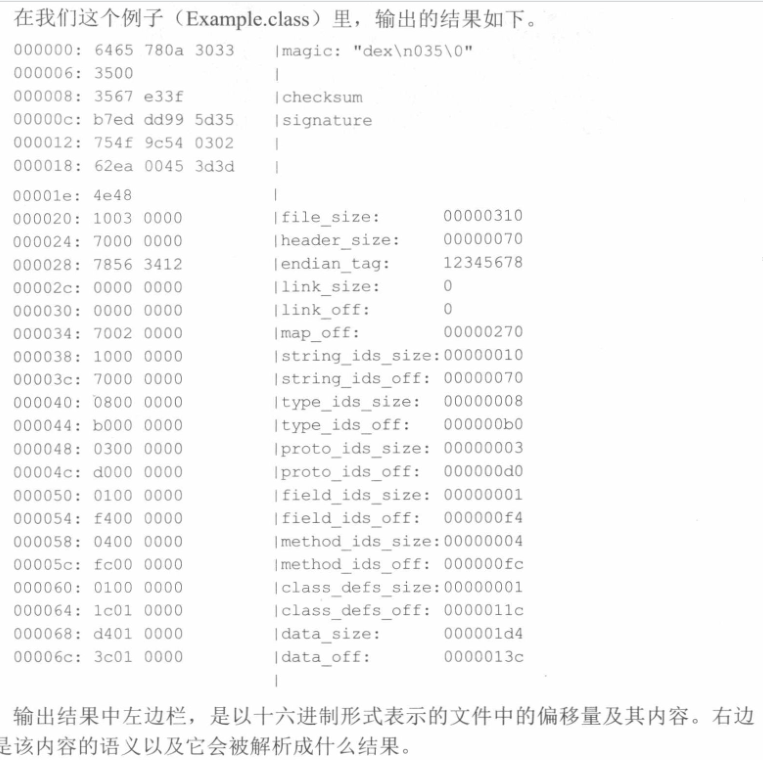 在我们这个例子（Example.class）里，输出的结果如下。
000000: 6465 780a 3033 |magic: "dex\n035\0"
000006: 3500 |
000008: 3567 e33f |checksum
00000c: b7ed dd99 5d35 |signature
000012: 754f 9c54 0302 |
000018: 62ea 0045 3d3d |
00001e: 4e48 |
000020: 1003 0000 |file_size: 00000310
000024: 7000 0000 |header_size: 00000070
000028: 7856 3412 |endian_tag: 12345678
00002c: 0000 0000 |link_size: 0
000030: 0000 0000 |link_off: 0
000034: 7002 0000 |map_off: 00000270
000038: 1000 0000 |string_ids_size:00000010
00003c: 7000 0000 |string_ids_off: 00000070
000040: 0800 0000 |type_ids_size: 00000008
000044: b000 0000 |type_ids_off: 000000b0
000048: 0300 0000 |proto_ids_size: 00000003
00004c: d000 0000 |proto_ids_off: 000000d0
000050: 0100 0000 |field_ids_size: 00000001
000054: f400 0000 |field_ids_off: 000000f4
000058: 0400 0000 |method_ids_size:00000004
00005c: fc00 0000 |method_ids_off: 000000fc
000060: 0100 0000 |class_defs_size:00000001
000064: 1c01 0000 |class_defs_off: 0000011c
000068: d401 0000 |data_size: 000001d4
00006c: 3c01 0000 |data_off: 0000013c
|
输出结果中左边栏，是以十六进制形式表示的文件中的偏移量及其内容。右边
是该内容的语义以及它会被解析成什么结果。